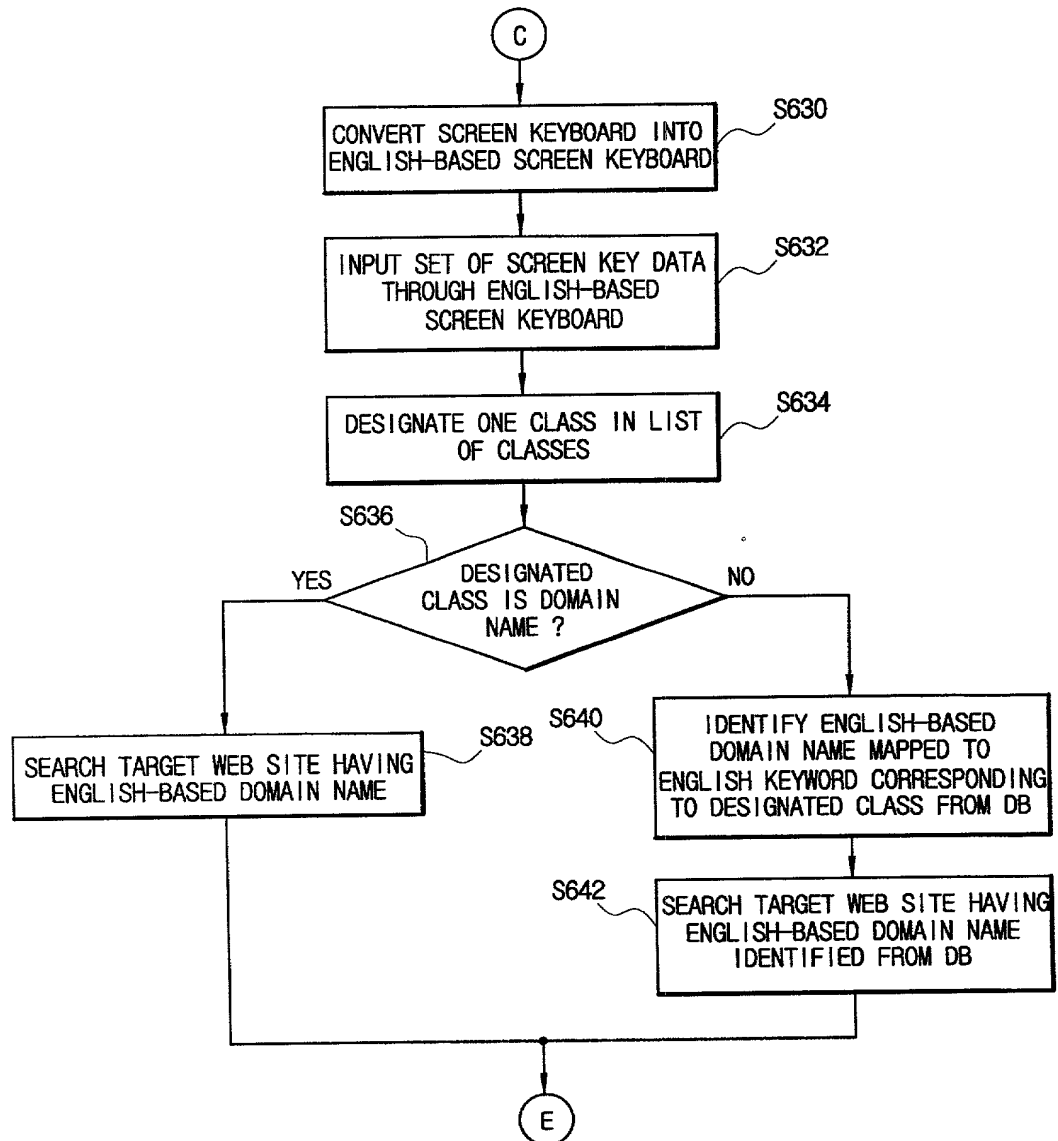 C
S630
CONVERT SCREEN KEYBOARD INTO
ENGLISH-BASED SCREEN KEYBOARD
S632
INPUT SET OF SCREEN KEY DATA
THROUGH ENGLISH-BASED
SCREEN KEYBOARD
S634
DESIGNATE ONE CLASS IN LIST
OF CLASSES
S636
YES
DESIGNATED
CLASS IS DOMAIN
NAME ?
NO
S638
SEARCH TARGET WEB SITE HAVING
ENGLISH-BASED DOMAIN NAME
S640
IDENTIFY ENGLISH-BASED
DOMAIN NAME MAPPED TO
ENGLISH KEYWORD CORRESPONDING
TO DESIGNATED CLASS FROM DB
S642
SEARCH TARGET WEB SITE HAVING
ENGLISH-BASED DOMAIN NAME
IDENTIFIED FROM DB
E